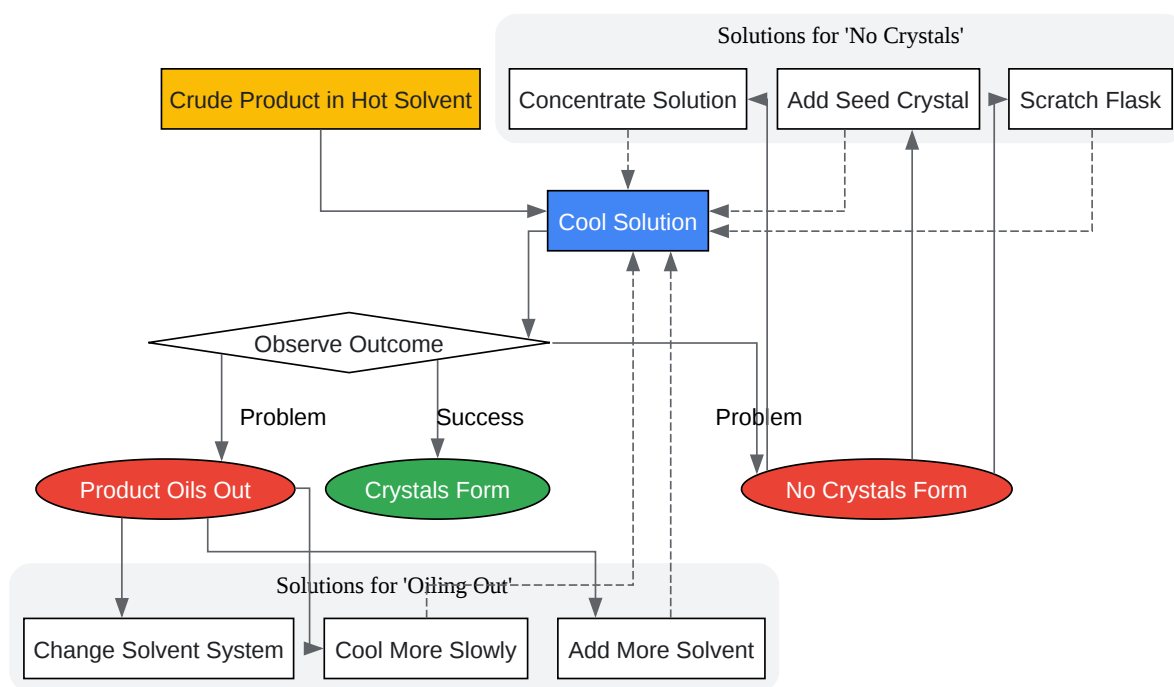 Solutions for 'No Crystals'
Crude Product in Hot Solvent
Concentrate Solution
Add Seed Crystal
Scratch Flask
Cool Solution
Observe Outcome
Problem
Success
Problem
Product Oils Out
Crystals Form
No Crystals Form
Solutions for 'Oiling Out'
Change Solvent System
Cool More Slowly
Add More Solvent